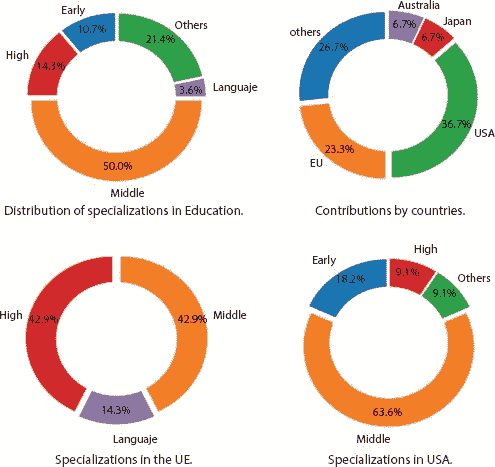 Early
10.7%
Others
21.4%
High
14.3%
Languaje
3.6%
50.0%
Middle
Distribution of specializations in Education.
Australia
6.7%
Japan
6.7%
others
26.7%
USA
36.7%
23.3%
EU
Contributions by countries.
High
42.9%
Middle
42.9%
14.3%
Languaje
Specializations in the UE.
Early
18.2%
High
9.1%
Others
9.1%
63.6%
Middle
Specializations in USA.